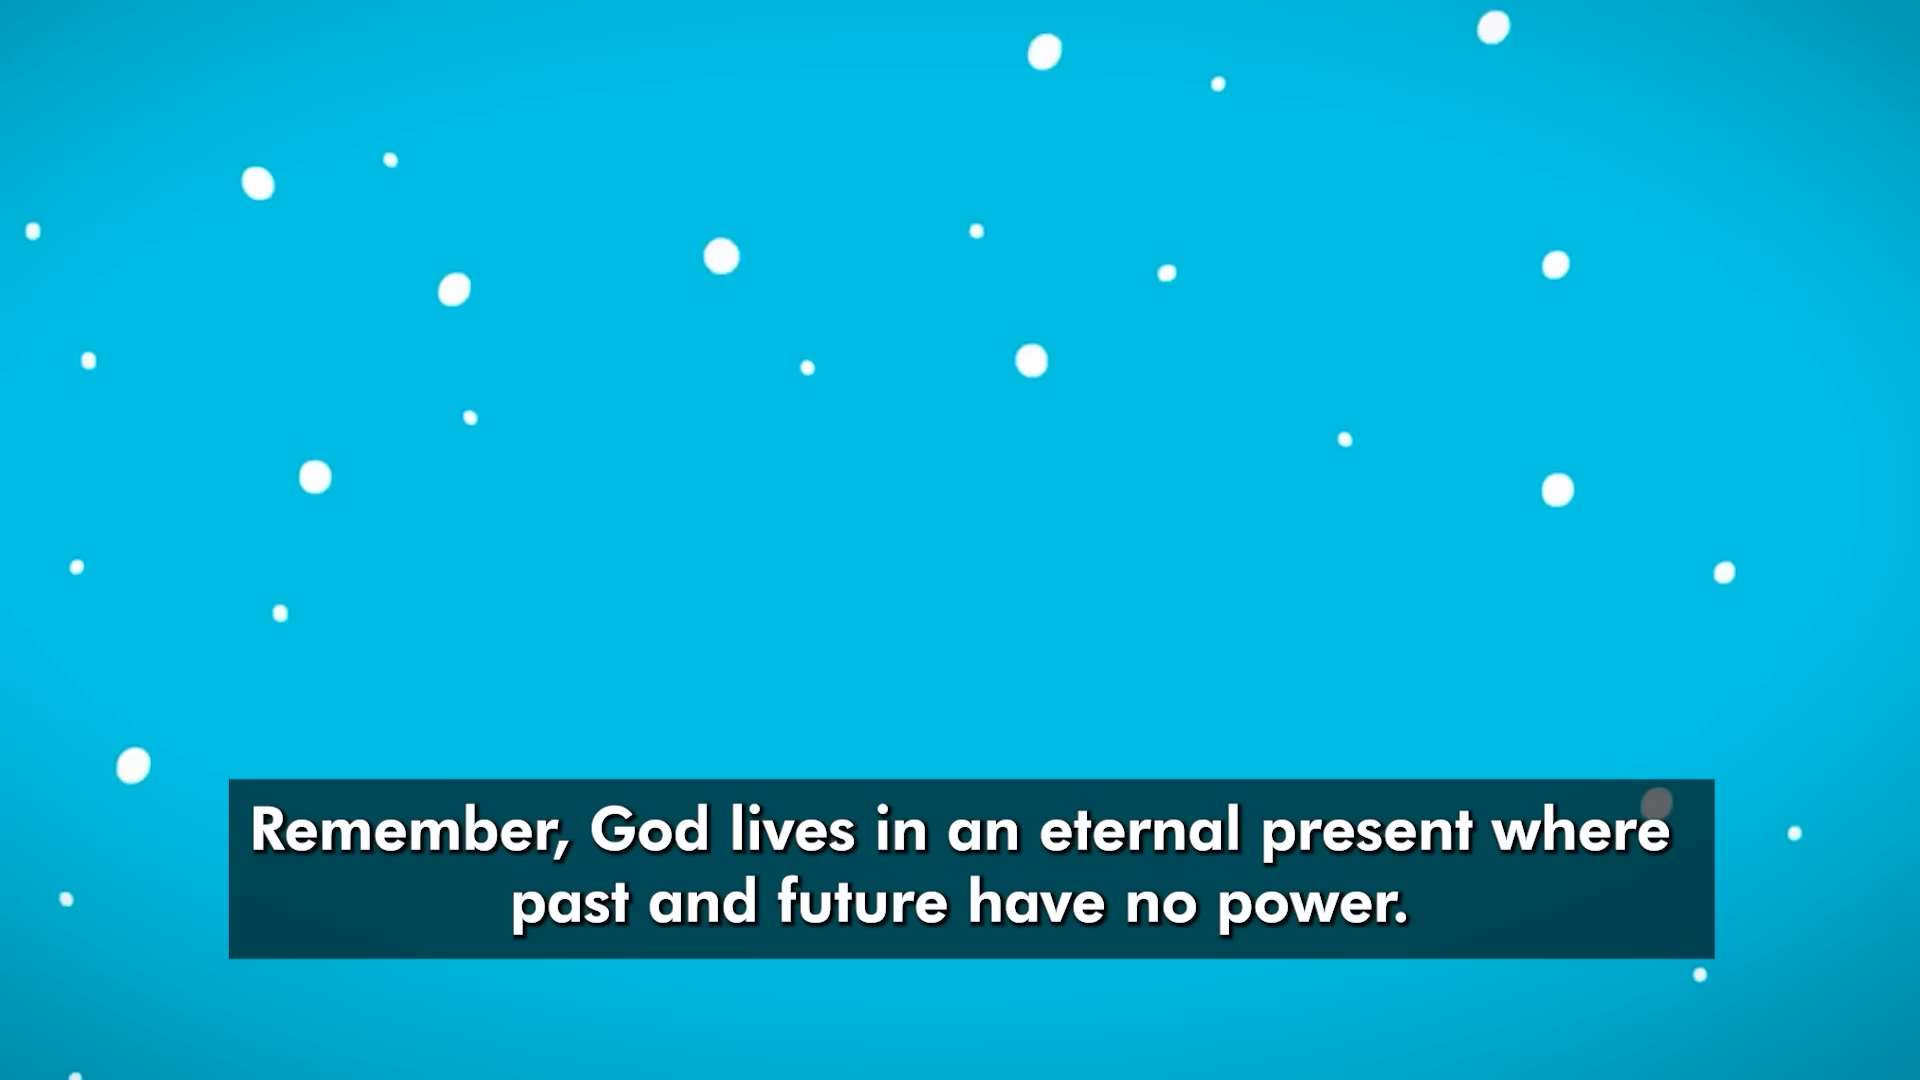 Remember, God lives in an eternal present where
past and future have no power.